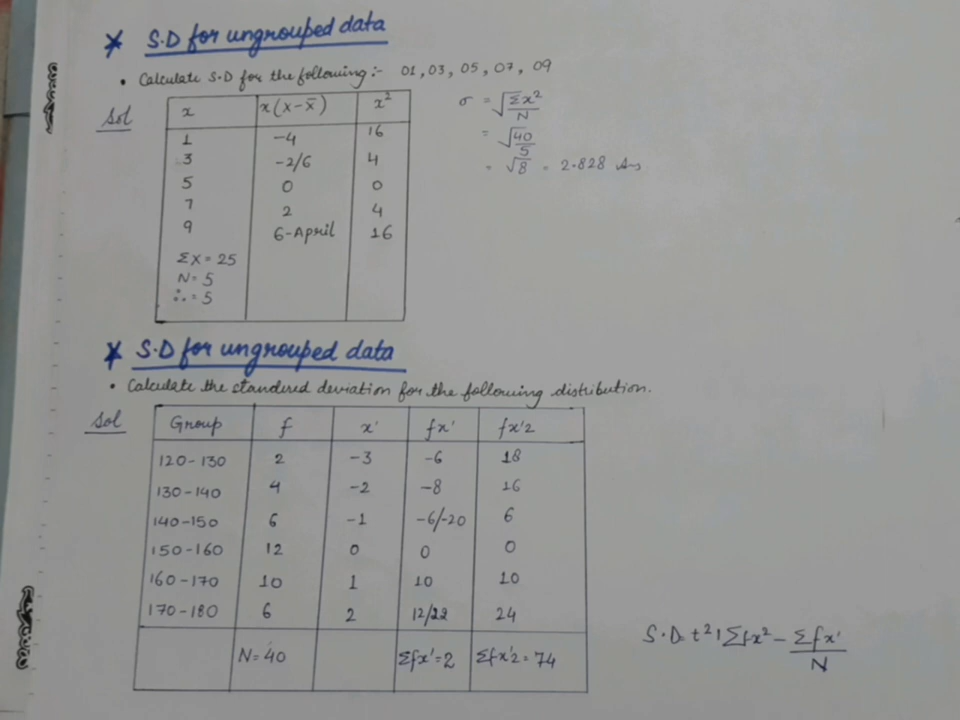 * S.D for ungrouped data
• Calculate S.D for the following:- 01, 03, 05, 07, 09
Sol
x x(x-x̄) x²
1 -4 16
3 -2/6 4
5 0 0
7 2 4
9 6-April 16
ΣX = 25
N = 5
∴ = 5
σ = √Σx²/N
= √40/5
= √8 = 2.828 Ans
* S.D for ungrouped data
• Calculate the standered deviation for the following distribution.
Sol
Group f x' fx' fx'2
120-130 2 -3 -6 18
130-140 4 -2 -8 16
140-150 6 -1 -6/-20 6
150-160 12 0 0 0
160-170 10 1 10 10
170-180 6 2 12/22 24
N = 40 Σfx'=2 Σfx'2=74
S.D= t²1Σfx² - Σfx'/N